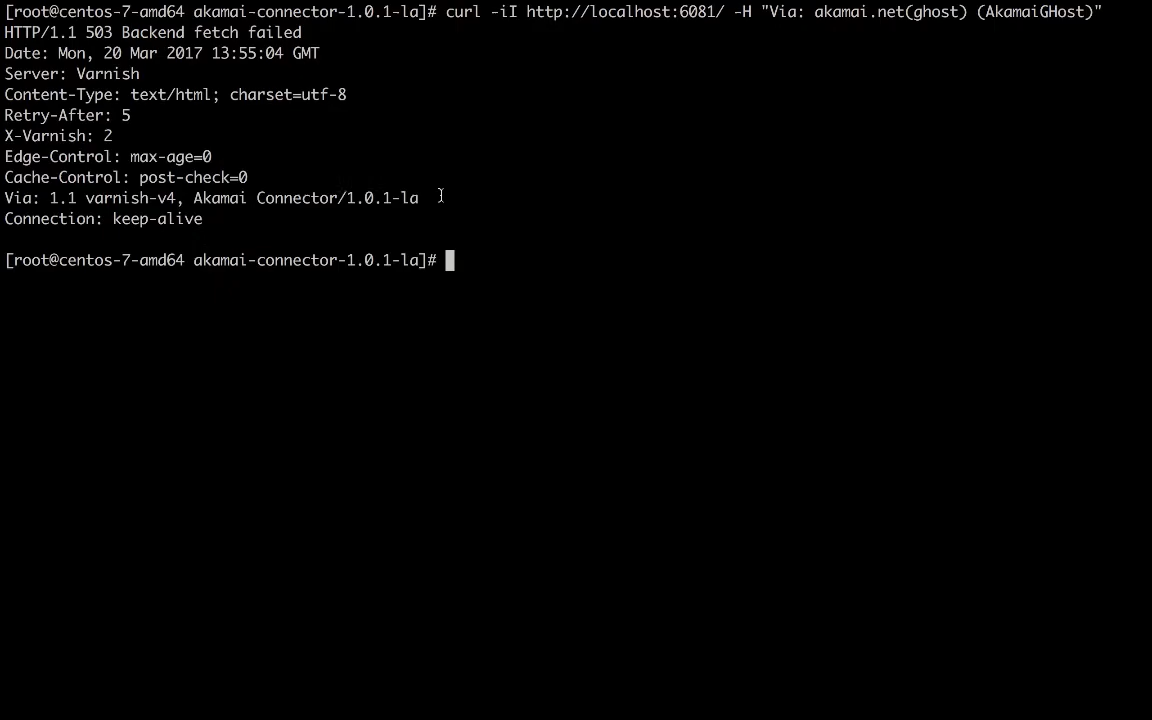 [root@centos-7-amd64 akamai-connector-1.0.1-la]# curl -iI http://localhost:6081/ -H "Via: akamai.net(ghost) (AkamaiGHost)"
HTTP/1.1 503 Backend fetch failed
Date: Mon, 20 Mar 2017 13:55:04 GMT
Server: Varnish
Content-Type: text/html; charset=utf-8
Retry-After: 5
X-Varnish: 2
Edge-Control: max-age=0
Cache-Control: post-check=0
Via: 1.1 varnish-v4, Akamai Connector/1.0.1-la
Connection: keep-alive
[root@centos-7-amd64 akamai-connector-1.0.1-la]#